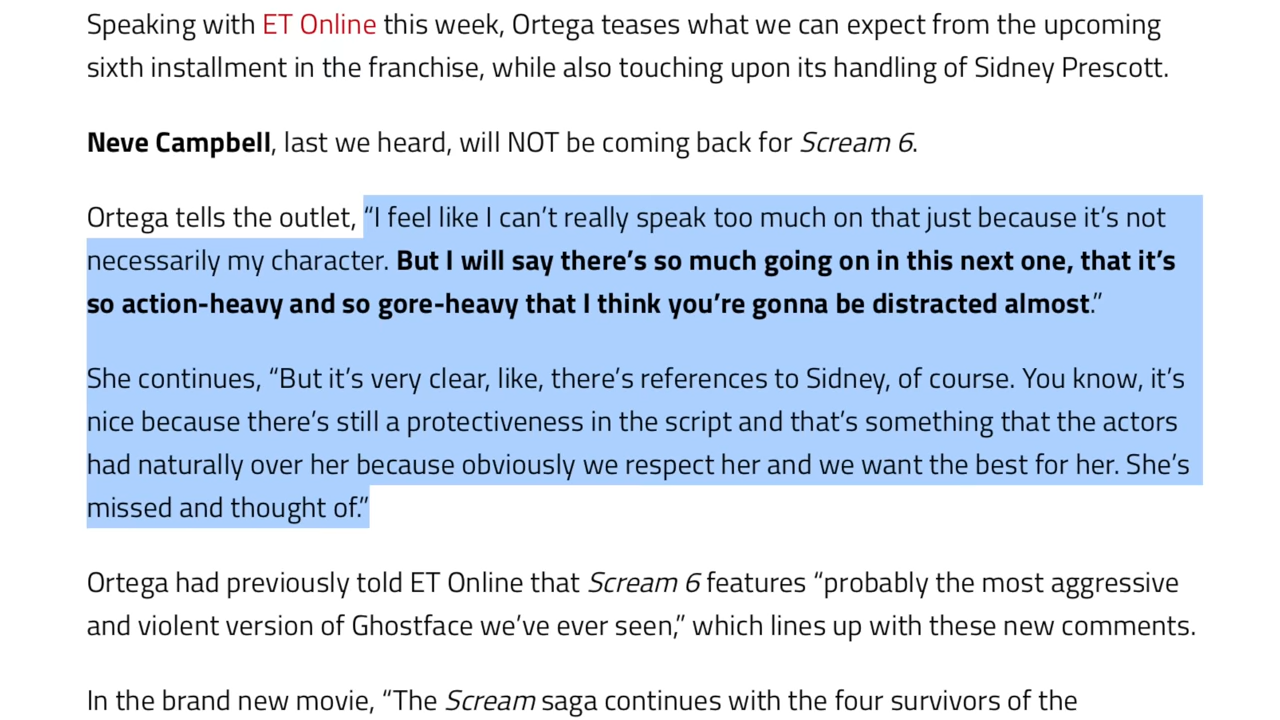 Speaking with ET Online this week, Ortega teases what we can expect from the upcoming
sixth installment in the franchise, while also touching upon its handling of Sidney Prescott.
Neve Campbell, last we heard, will NOT be coming back for Scream 6.
Ortega tells the outlet, “I feel like I can’t really speak too much on that just because it’s not
necessarily my character. But I will say there’s so much going on in this next one, that it’s
so action-heavy and so gore-heavy that I think you’re gonna be distracted almost.”
She continues, “But it’s very clear, like, there’s references to Sidney, of course. You know, it’s
nice because there’s still a protectiveness in the script and that’s something that the actors
had naturally over her because obviously we respect her and we want the best for her. She’s
missed and thought of.”
Ortega had previously told ET Online that Scream 6 features “probably the most aggressive
and violent version of Ghostface we’ve ever seen,” which lines up with these new comments.
In the brand new movie, “The Scream saga continues with the four survivors of the